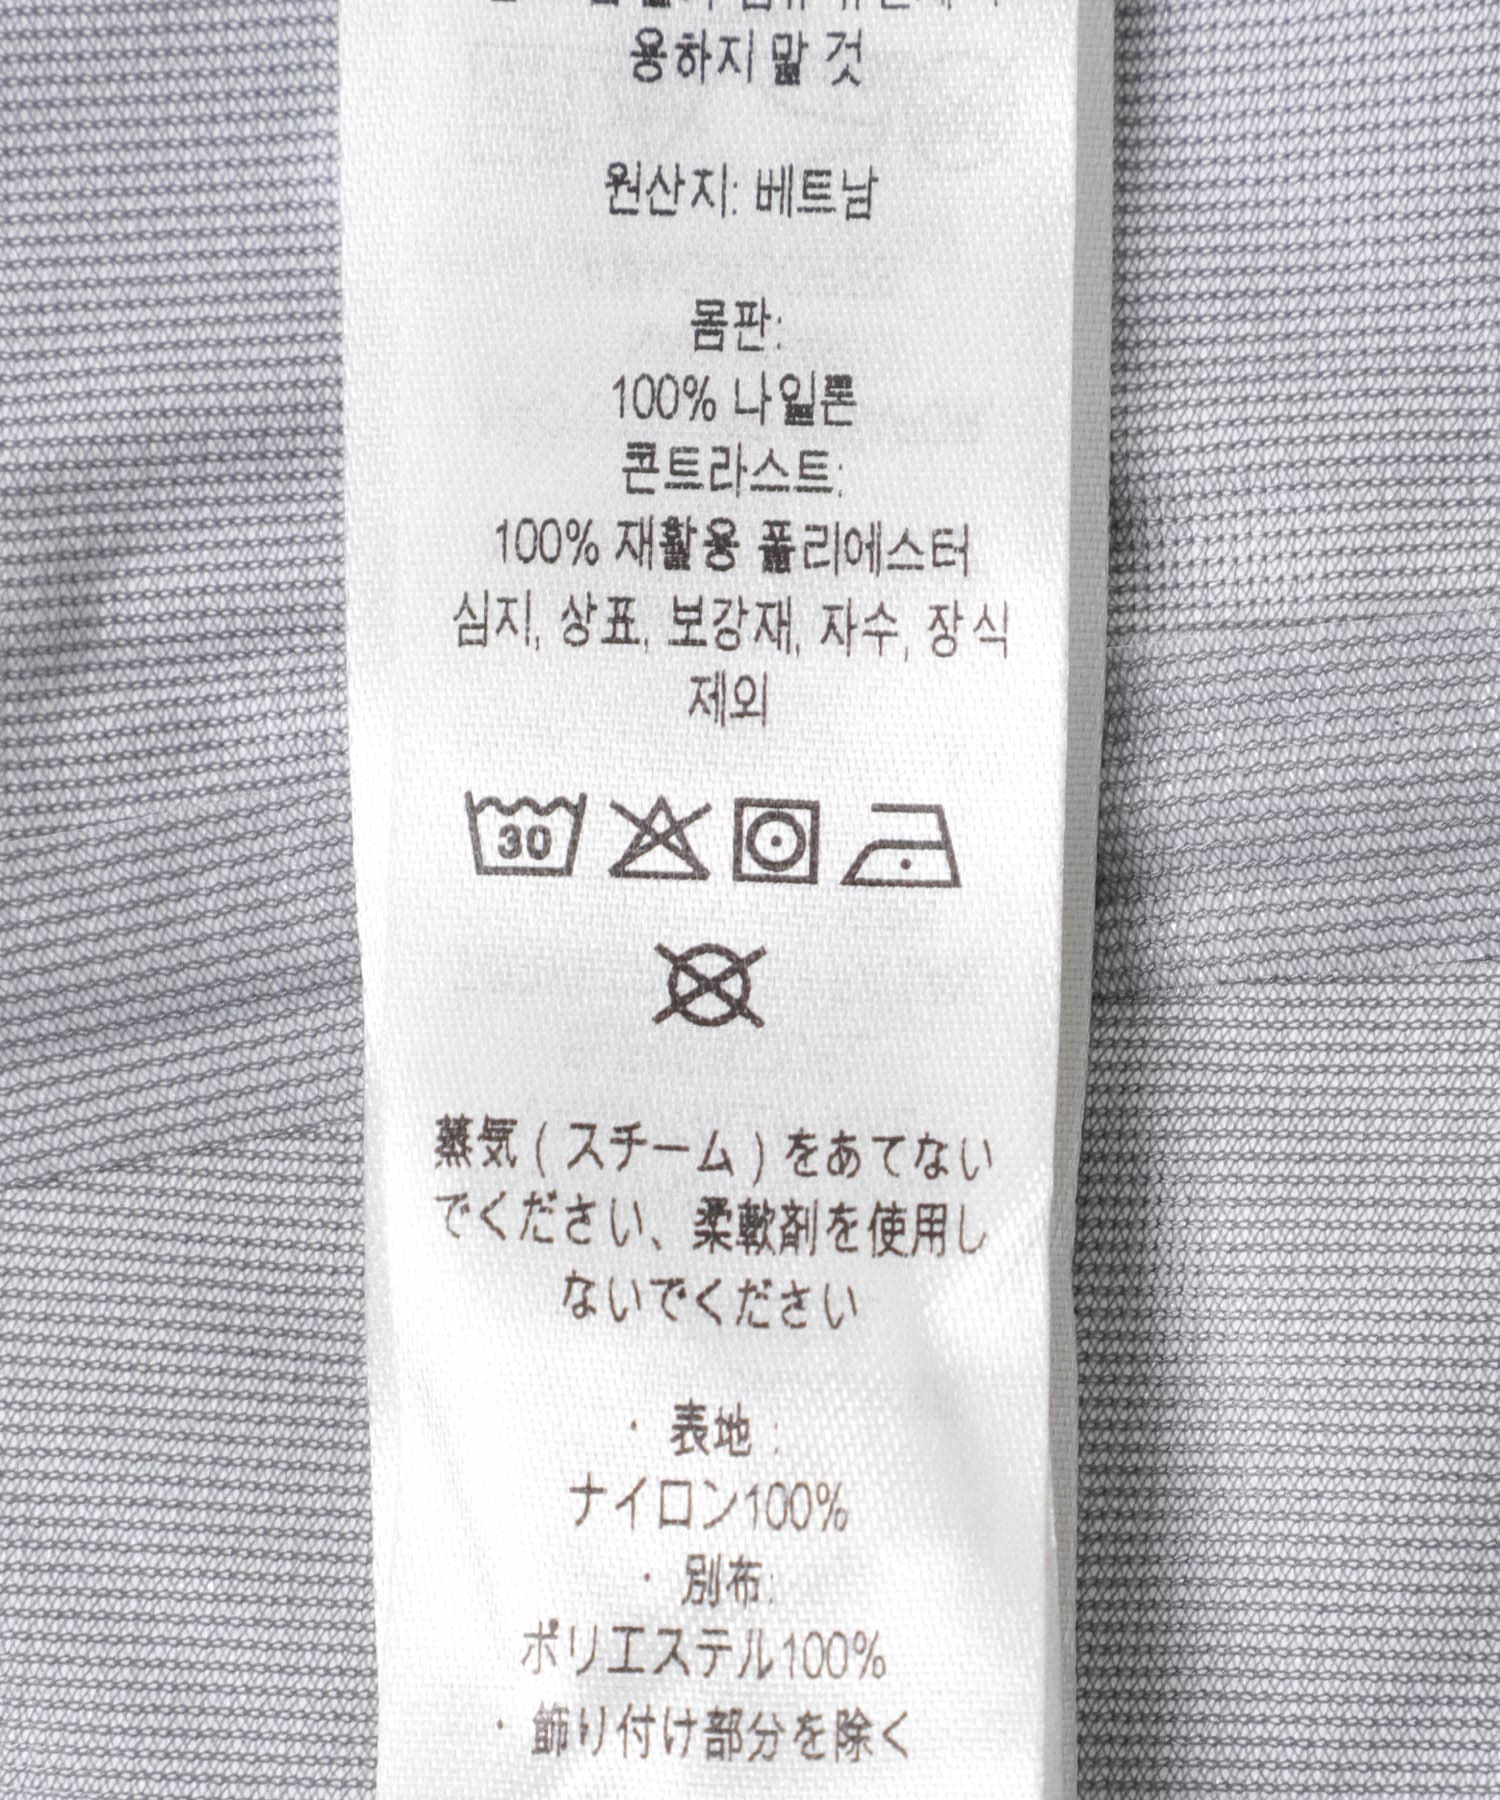 용하지 말 것
원산지: 베트남
몸판:
100% 나일론
콘트라스트:
100% 재활용 폴리에스터
심지, 상표, 보강재, 자수, 장식
제외
30
蒸気 ( スチーム ) をあてない
でください、柔軟剤を使用し
ないでください
・ 表地 :
ナイロン100%
・ 別布:
ポリエステル100%
・ 飾り付け部分を除く